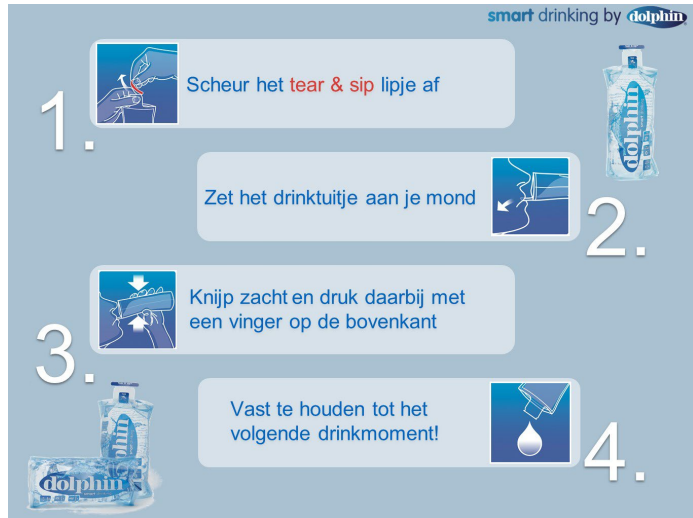 smart drinking by dolphin
1.
Scheur het tear & sip lipje af
dolphin
Zet het drinktuitje aan je mond
2.
3.
Knijp zacht en druk daarbij met
een vinger op de bovenkant
Vast te houden tot het
volgende drinkmoment!
4.
dolphin
dolphin